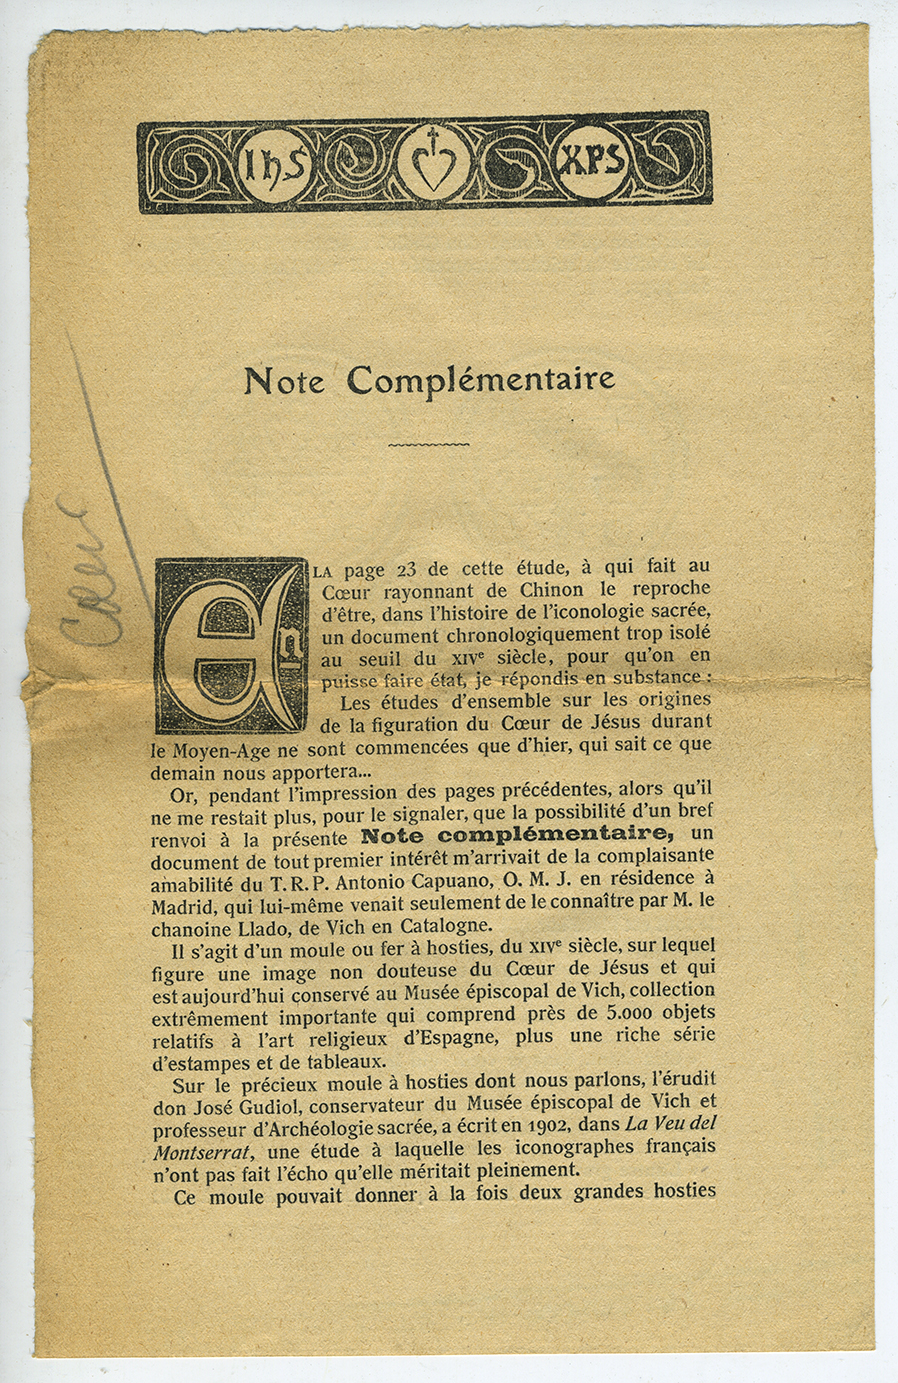 IHS XPS
Note Complémentaire
Cœur
En LA page 23 de cette étude, à qui fait au
Cœur rayonnant de Chinon le reproche
d'être, dans l'histoire de l'iconologie sacrée,
un document chronologiquement trop isolé
au seuil du XIVe siècle, pour qu'on en
puisse faire état, je répondis en substance :
Les études d'ensemble sur les origines
de la figuration du Cœur de Jésus durant
le Moyen-Age ne sont commencées que d'hier, qui sait ce que
demain nous apportera...
Or, pendant l'impression des pages précédentes, alors qu'il
ne me restait plus, pour le signaler, que la possibilité d'un bref
renvoi à la présente Note complémentaire, un
document de tout premier intérêt m'arrivait de la complaisante
amabilité du T. R. P. Antonio Capuano, O. M. J. en résidence à
Madrid, qui lui-même venait seulement de le connaître par M. le
chanoine Llado, de Vich en Catalogne.
Il s'agit d'un moule ou fer à hosties, du XIVe siècle, sur lequel
figure une image non douteuse du Cœur de Jésus et qui
est aujourd'hui conservé au Musée épiscopal de Vich, collection
extrêmement importante qui comprend près de 5.000 objets
relatifs à l'art religieux d'Espagne, plus une riche série
d'estampes et de tableaux.
Sur le précieux moule à hosties dont nous parlons, l'érudit
don José Gudiol, conservateur du Musée épiscopal de Vich et
professeur d'Archéologie sacrée, a écrit en 1902, dans La Veu del
Montserrat, une étude à laquelle les iconographes français
n'ont pas fait l'écho qu'elle méritait pleinement.
Ce moule pouvait donner à la fois deux grandes hosties